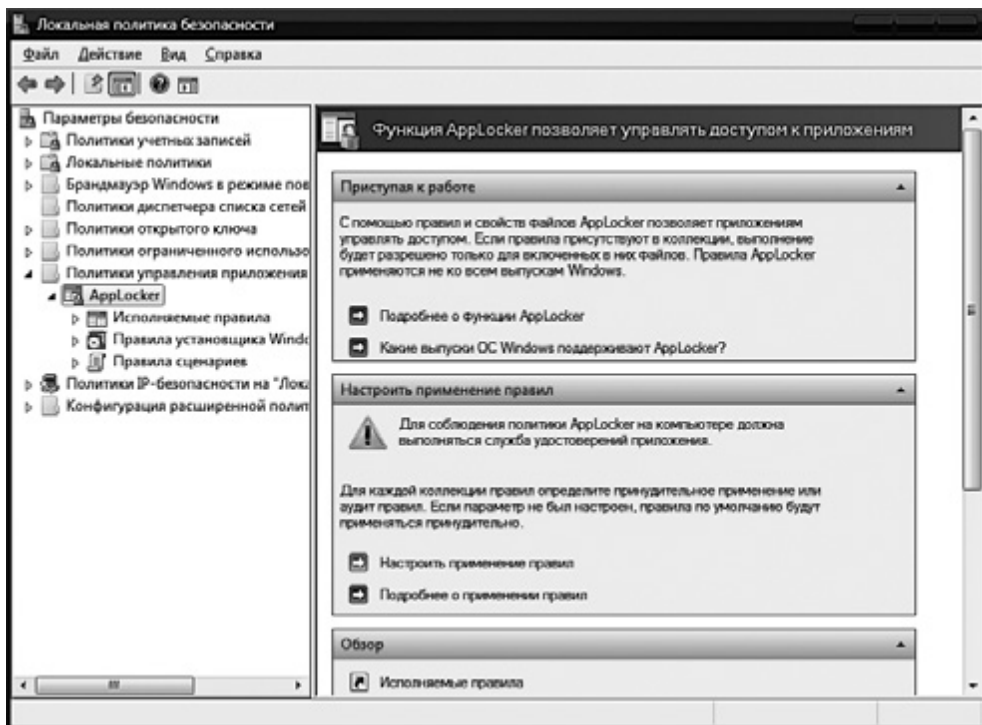 Локальная политика безопасности
Файл Действие Вид Справка
Параметры безопасности
Политики учетных записей
Локальные политики
Брандмауэр Windows в режиме пов
Политики диспетчера списка сетей
Политики открытого ключа
Политики ограниченного использо
Политики управления приложения
AppLocker
Исполняемые правила
Правила установщика Windo
Правила сценариев
Политики IP-безопасности на "Лока
Конфигурация расширенной полит
Функция AppLocker позволяет управлять доступом к приложениям
Приступая к работе
С помощью правил и свойств файлов AppLocker позволяет приложениям
управлять доступом. Если правила присутствуют в коллекции, выполнение
будет разрешено только для включенных в них файлов. Правила AppLocker
применяются не ко всем выпускам Windows.
Подробнее о функции AppLocker
Какие выпуски ОС Windows поддерживают AppLocker?
Настроить применение правил
Для соблюдения политики AppLocker на компьютере должна
выполняться служба удостоверений приложения.
Для каждой коллекции правил определите принудительное применение или
аудит правил. Если параметр не был настроен, правила по умолчанию будут
применяться принудительно.
Настроить применение правил
Подробнее о применении правил
Обзор
Исполняемые правила